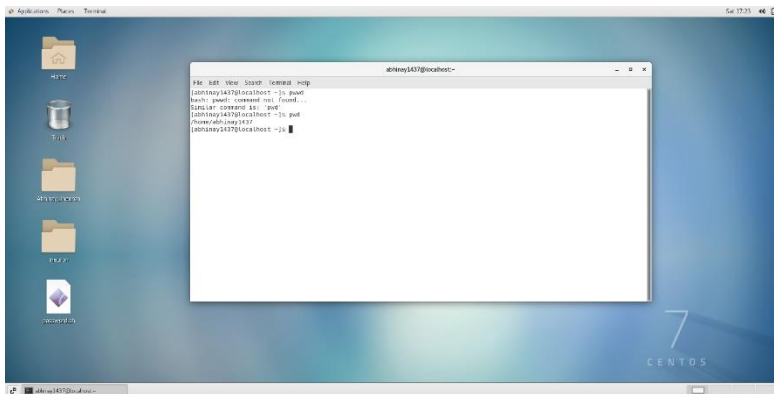 Applications Places Terminal
Sat 17:23
Home
Trash
abhinay1437@localhost:~
File Edit View Search Terminal Help
[abhinay1437@localhost ~]$ pwwd
bash: pwwd: command not found...
Similar command is: 'pwd'
[abhinay1437@localhost ~]$ pwd
/home/abhinay1437
[abhinay1437@localhost ~]$
7
CENTOS
abhinay1437@localhost:~